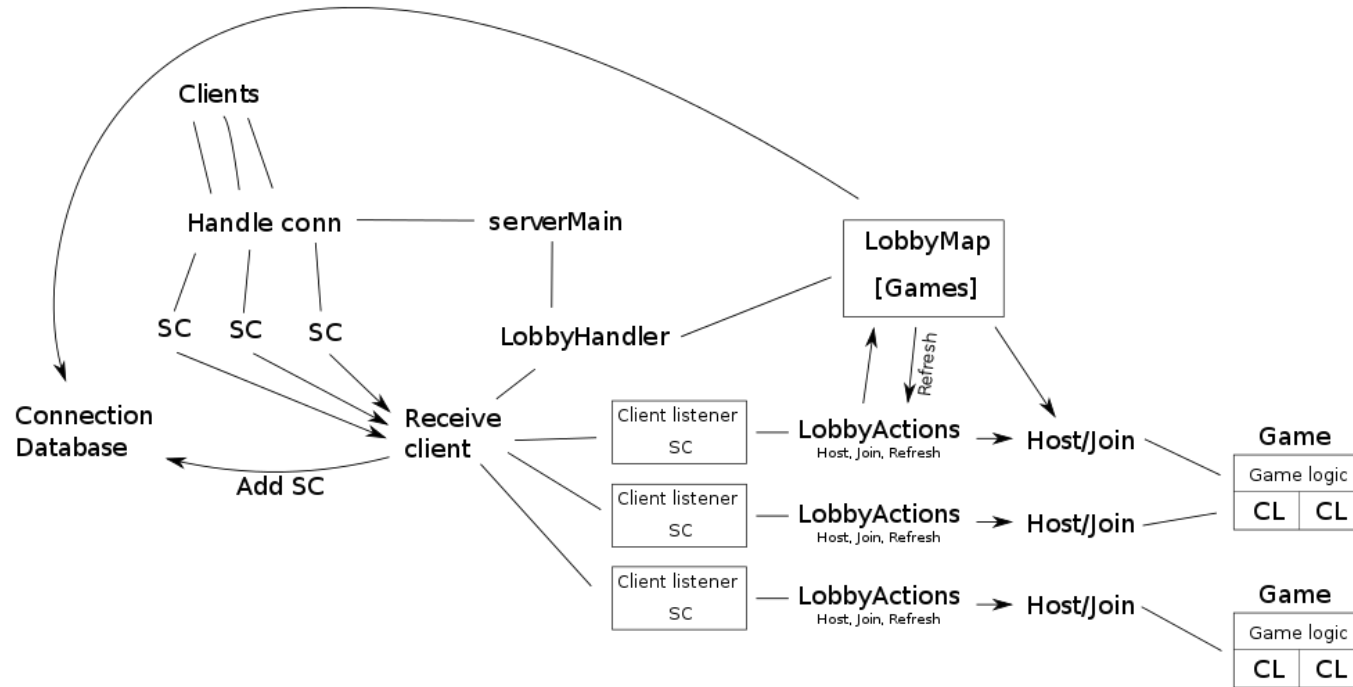 Clients
Handle conn
serverMain
LobbyMap
[Games]
SC
SC
SC
LobbyHandler
Refresh
Connection
Database
Receive
client
Add SC
Client listener
SC
LobbyActions
Host, Join, Refresh
Host/Join
Game
Game logic
CL CL
Client listener
SC
LobbyActions
Host, Join, Refresh
Host/Join
Client listener
SC
LobbyActions
Host, Join, Refresh
Host/Join
Game
Game logic
CL CL